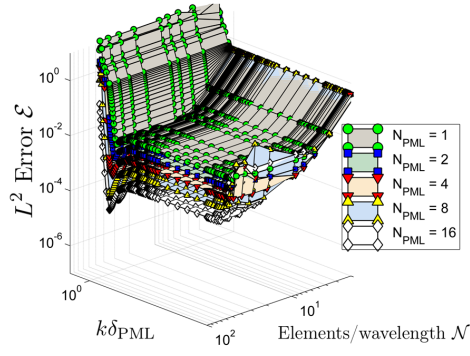 10^0
10^-2
10^-4
10^-6
L^2 Error ℰ
10^0
kδ_PML
10^2
10^1
Elements/wavelength 𝒩
N_PML = 1
N_PML = 2
N_PML = 4
N_PML = 8
N_PML = 16